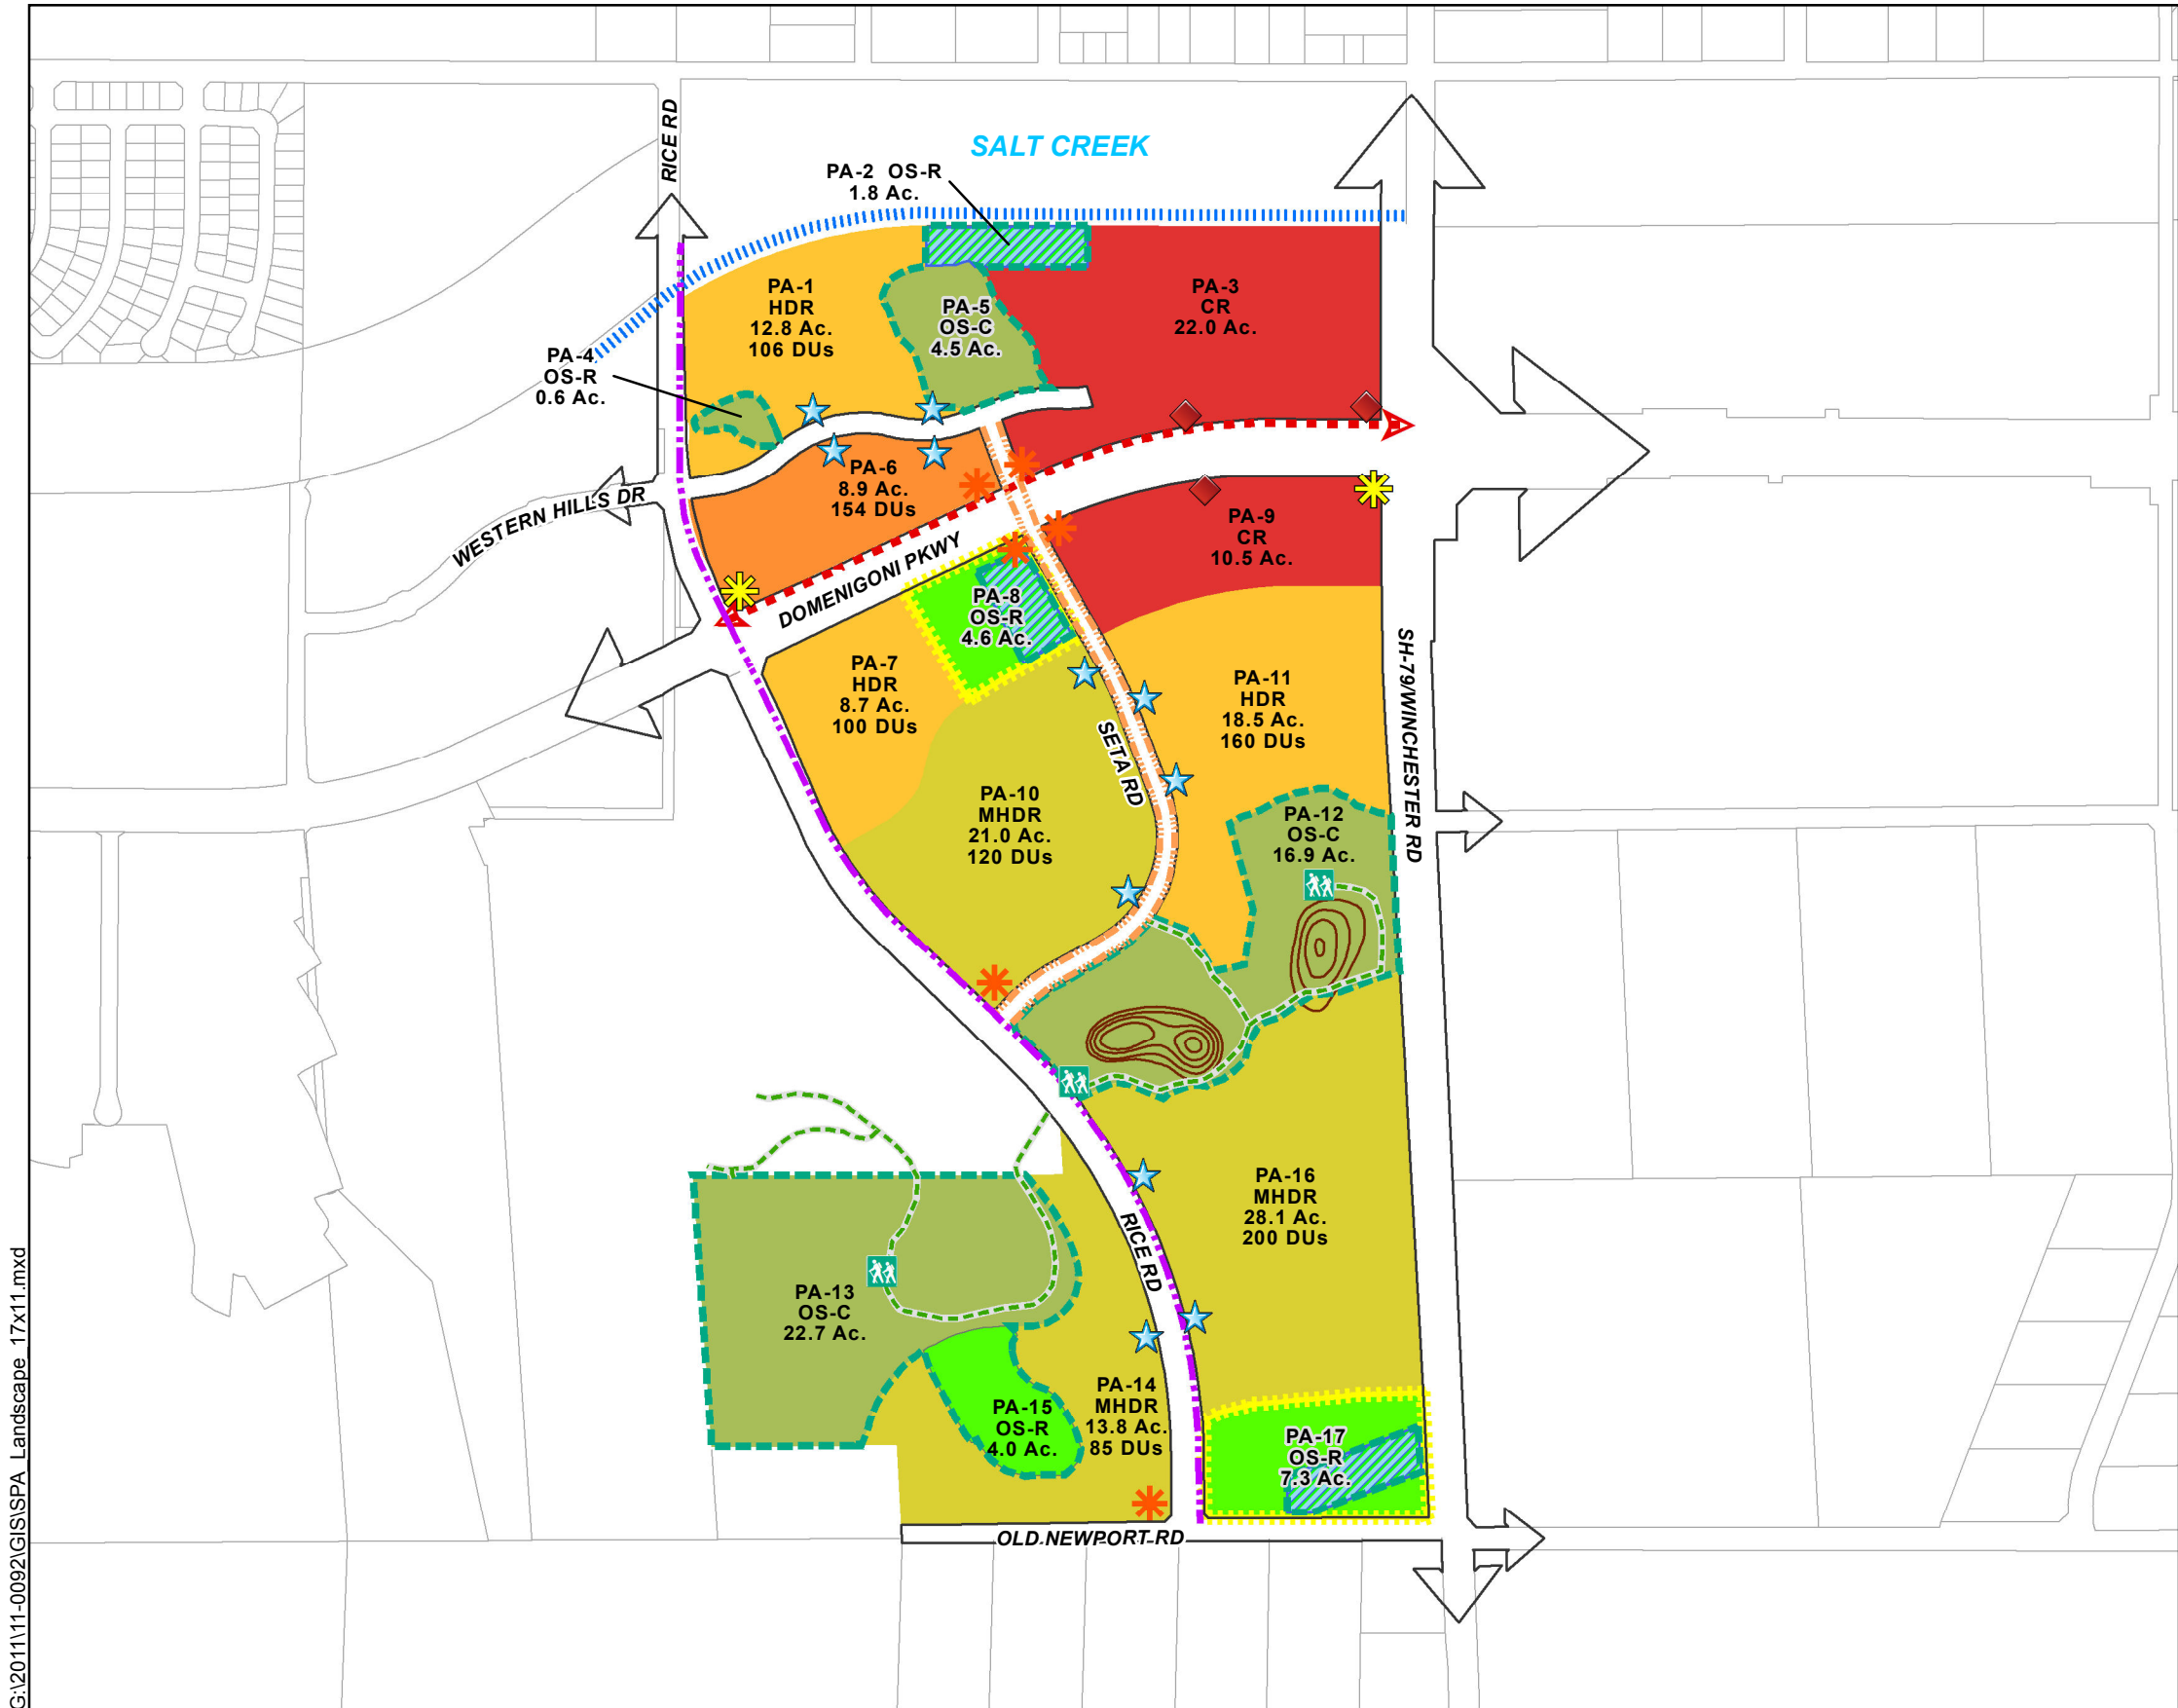 RICE RD
SALT CREEK
PA-2 OS-R
1.8 Ac.
PA-1
HDR
12.8 Ac.
106 DUs
PA-5
OS-C
4.5 Ac.
PA-3
CR
22.0 Ac.
PA-4
OS-R
0.6 Ac.
WESTERN HILLS DR
PA-6
8.9 Ac.
154 DUs
DOMENIGONI PKWY
PA-9
CR
10.5 Ac.
PA-8
OS-R
4.6 Ac.
PA-7
HDR
8.7 Ac.
100 DUs
SETA RD
PA-11
HDR
18.5 Ac.
160 DUs
SH-79/WINCHESTER RD
PA-10
MHDR
21.0 Ac.
120 DUs
PA-12
OS-C
16.9 Ac.
PA-16
MHDR
28.1 Ac.
200 DUs
RICE RD
PA-13
OS-C
22.7 Ac.
PA-14
MHDR
13.8 Ac.
85 DUs
PA-15
OS-R
4.0 Ac.
PA-17
OS-R
7.3 Ac.
OLD NEWPORT RD
G:\2011\11-0092\GIS\SPA_Landscape_17x11.mxd